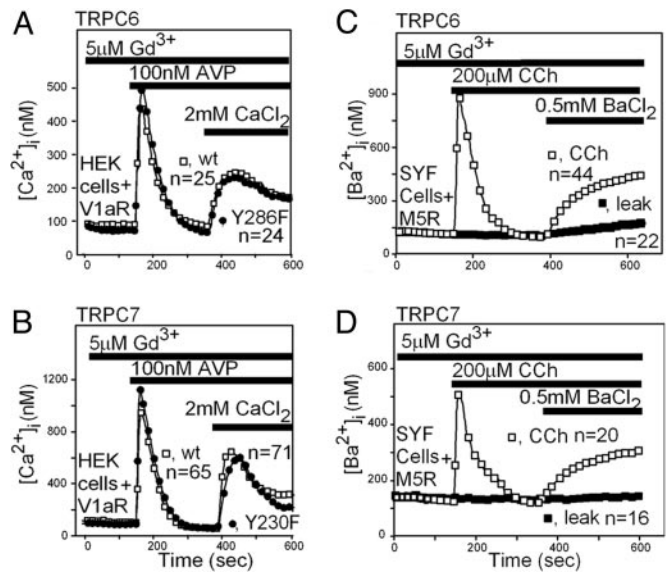 A
TRPC6
5μM Gd3+
100nM AVP
2mM CaCl2
[Ca2+]i (nM)
500
400
300
200
100
0
HEK
cells+
V1aR
□, wt
n=25
●, Y286F
n=24
0 200 400 600
B
TRPC7
5μM Gd3+
100nM AVP
2mM CaCl2
[Ca2+]i (nM)
1200
900
600
300
0
HEK
cells+
V1aR
□, wt
n=65
n=71
●, Y230F
0 200 400 600
Time (sec)
C
TRPC6
5μM Gd3+
200μM CCh
0.5mM BaCl2
[Ba2+]i (nM)
900
600
300
0
SYF
Cells+
M5R
□, CCh
n=44
■, leak
n=22
0 200 400 600
D
TRPC7
5μM Gd3+
200μM CCh
0.5mM BaCl2
[Ba2+]i (nM)
600
400
200
0
SYF
Cells+
M5R
□, CCh n=20
■, leak n=16
0 200 400 600
Time (sec)